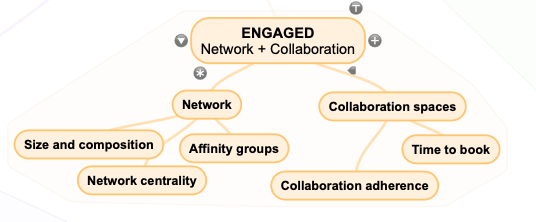 ENGAGED
Network + Collaboration
Network
Collaboration spaces
Size and composition
Affinity groups
Time to book
Network centrality
Collaboration adherence